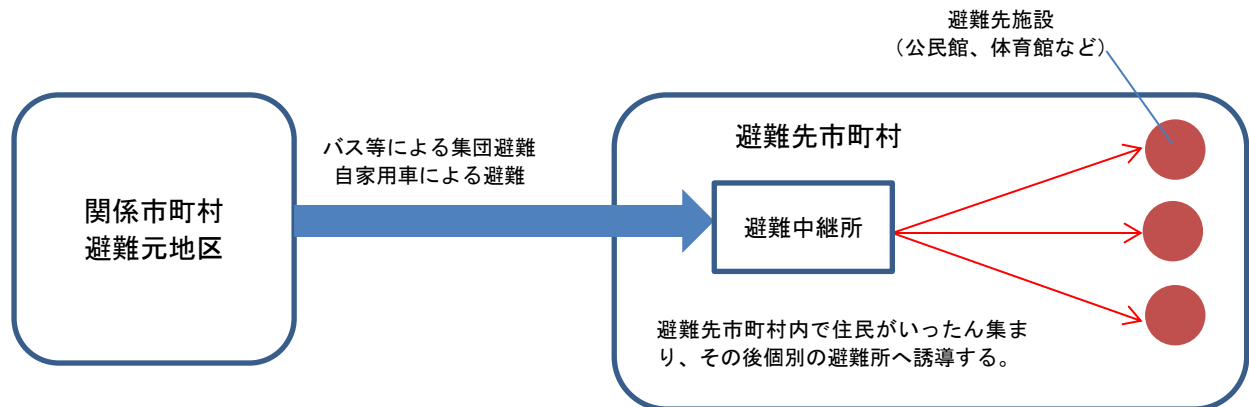 避難先施設
（公民館、体育館など）
バス等による集団避難
自家用車による避難
関係市町村
避難元地区
避難先市町村
避難中継所
避難先市町村内で住民がいったん集ま
り、その後個別の避難所へ誘導する。